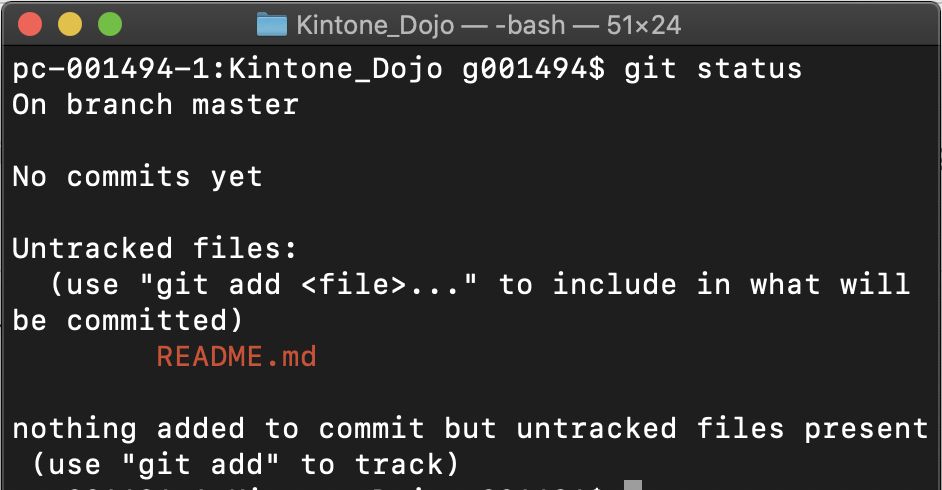 Kintone_Dojo — -bash — 51×24
pc-001494-1:Kintone_Dojo g001494$ git status
On branch master
No commits yet
Untracked files:
(use "git add <file>..." to include in what will
be committed)
README.md
nothing added to commit but untracked files present
(use "git add" to track)